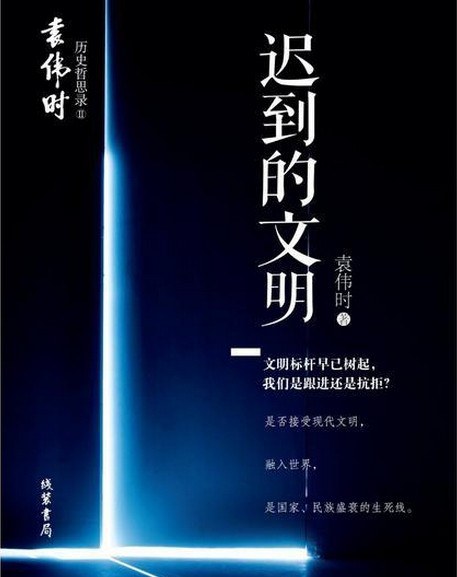 袁伟时
历史哲思录Ⅱ
迟到的文明
袁伟时 著
文明标杆早已树起，
我们是跟进还是抗拒？
是否接受现代文明，
融入世界，
是国家、民族盛衰的生死线。
线装书局